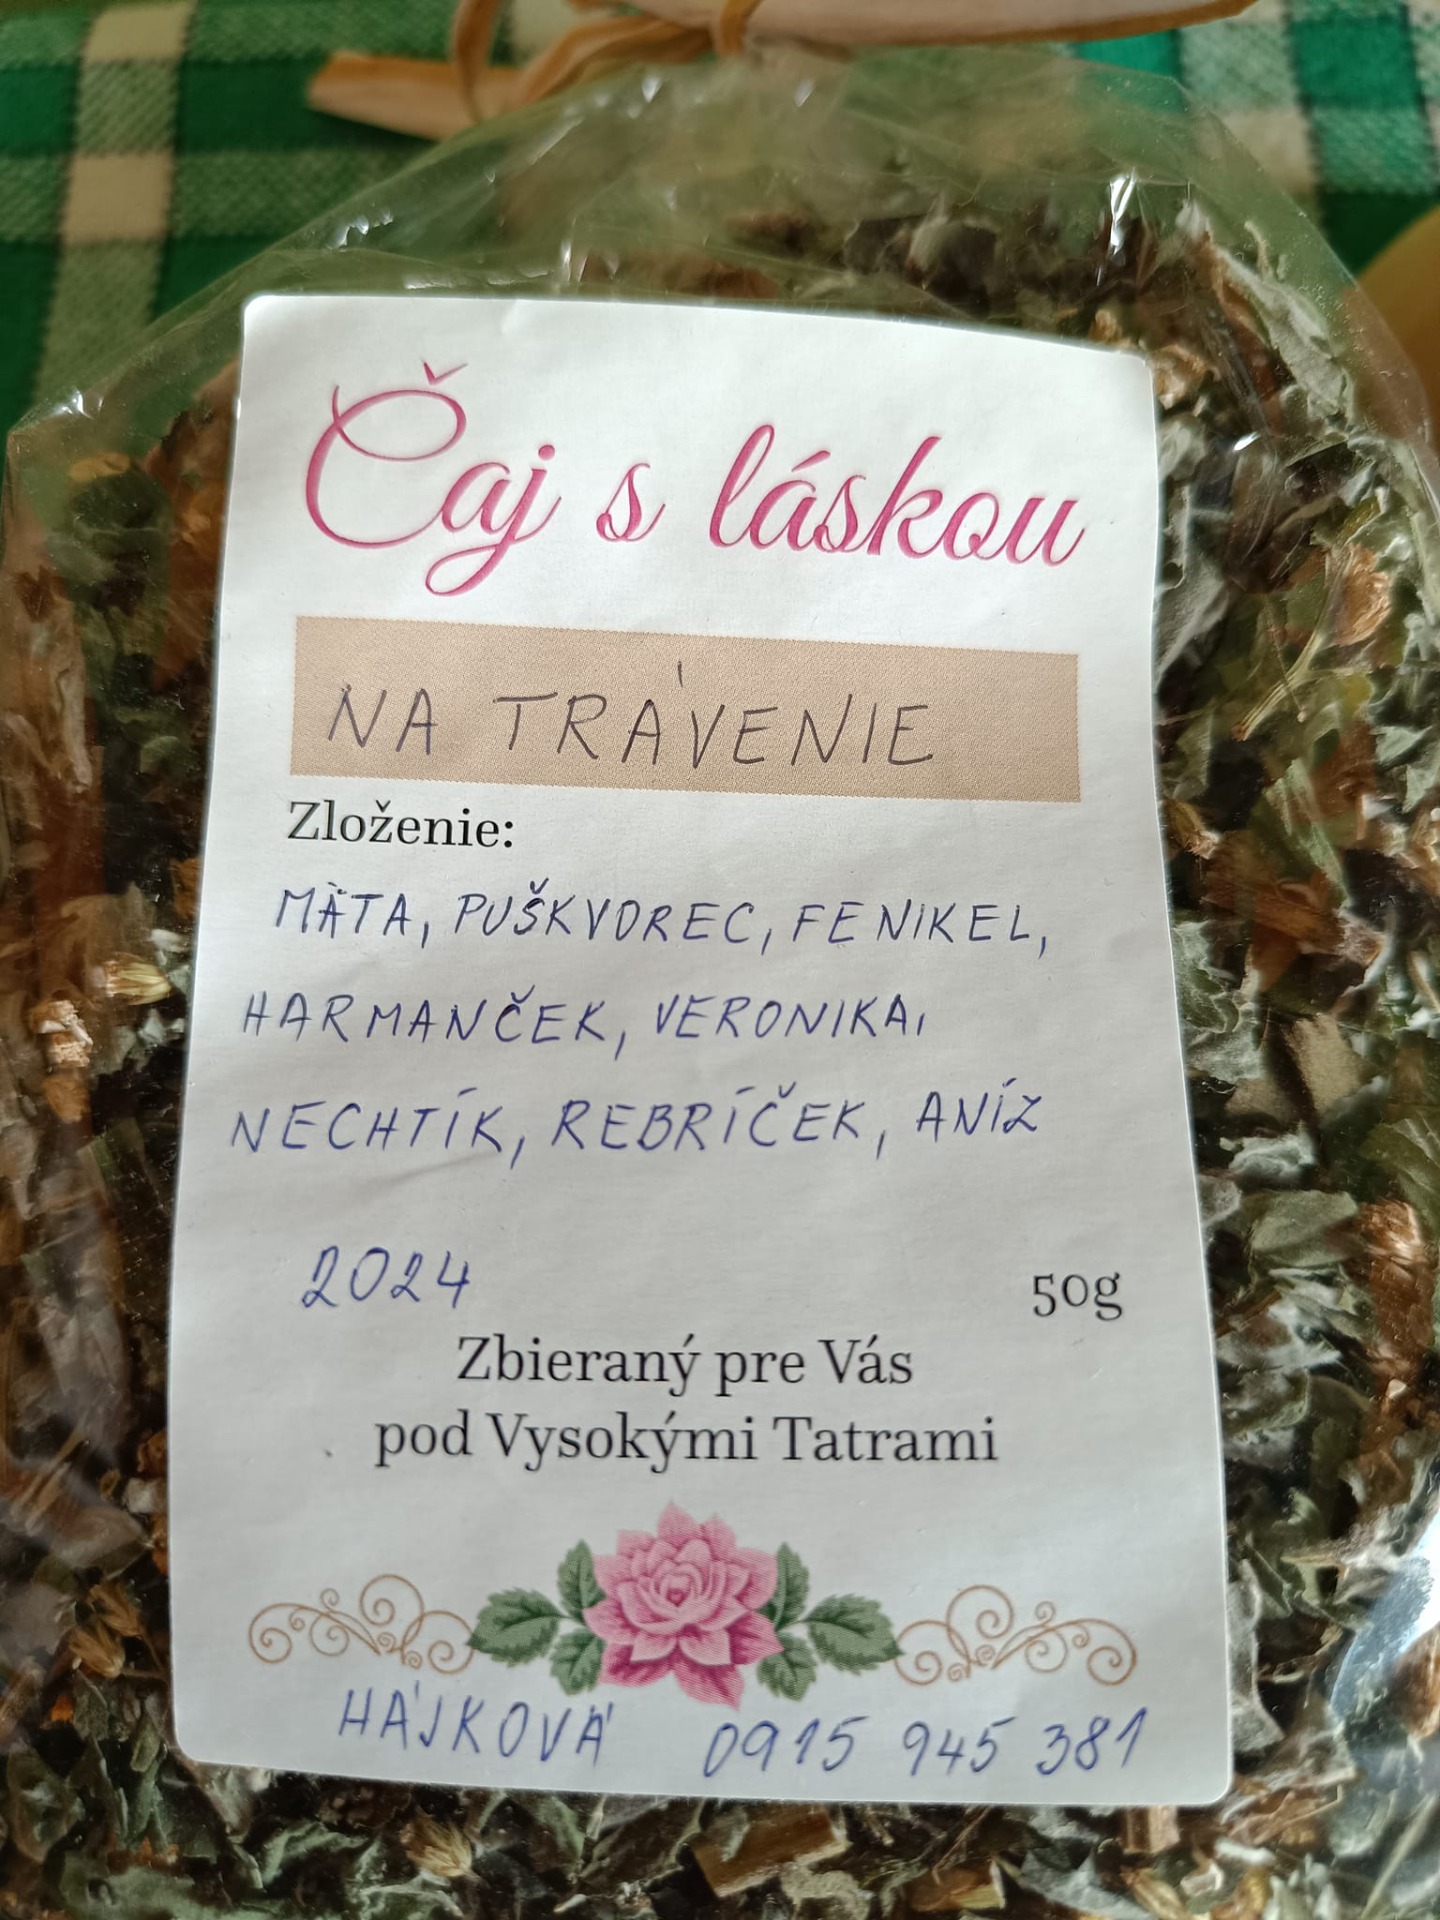 Čaj s láskou
NA TRÁVENIE
Zloženie:
MÄTA, PUŠKVOREC, FENIKEL,
HARMANČEK, VERONIKA,
NECHTÍK, REBRÍČEK, ANÍZ
2024 50g
Zbieraný pre Vás
pod Vysokými Tatrami
HÁJKOVÁ 0915 945 381